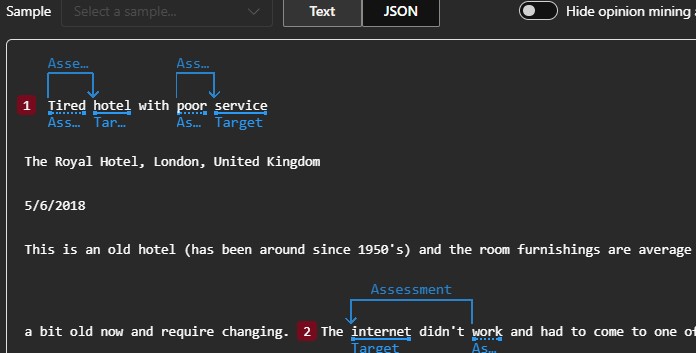 Sample Select a sample... Text JSON Hide opinion mining
Asse... Ass...
1 Tired hotel with poor service
Ass... Tar... As... Target
The Royal Hotel, London, United Kingdom
5/6/2018
This is an old hotel (has been around since 1950's) and the room furnishings are average
Assessment
a bit old now and require changing. 2 The internet didn't work and had to come to one of
Target As...